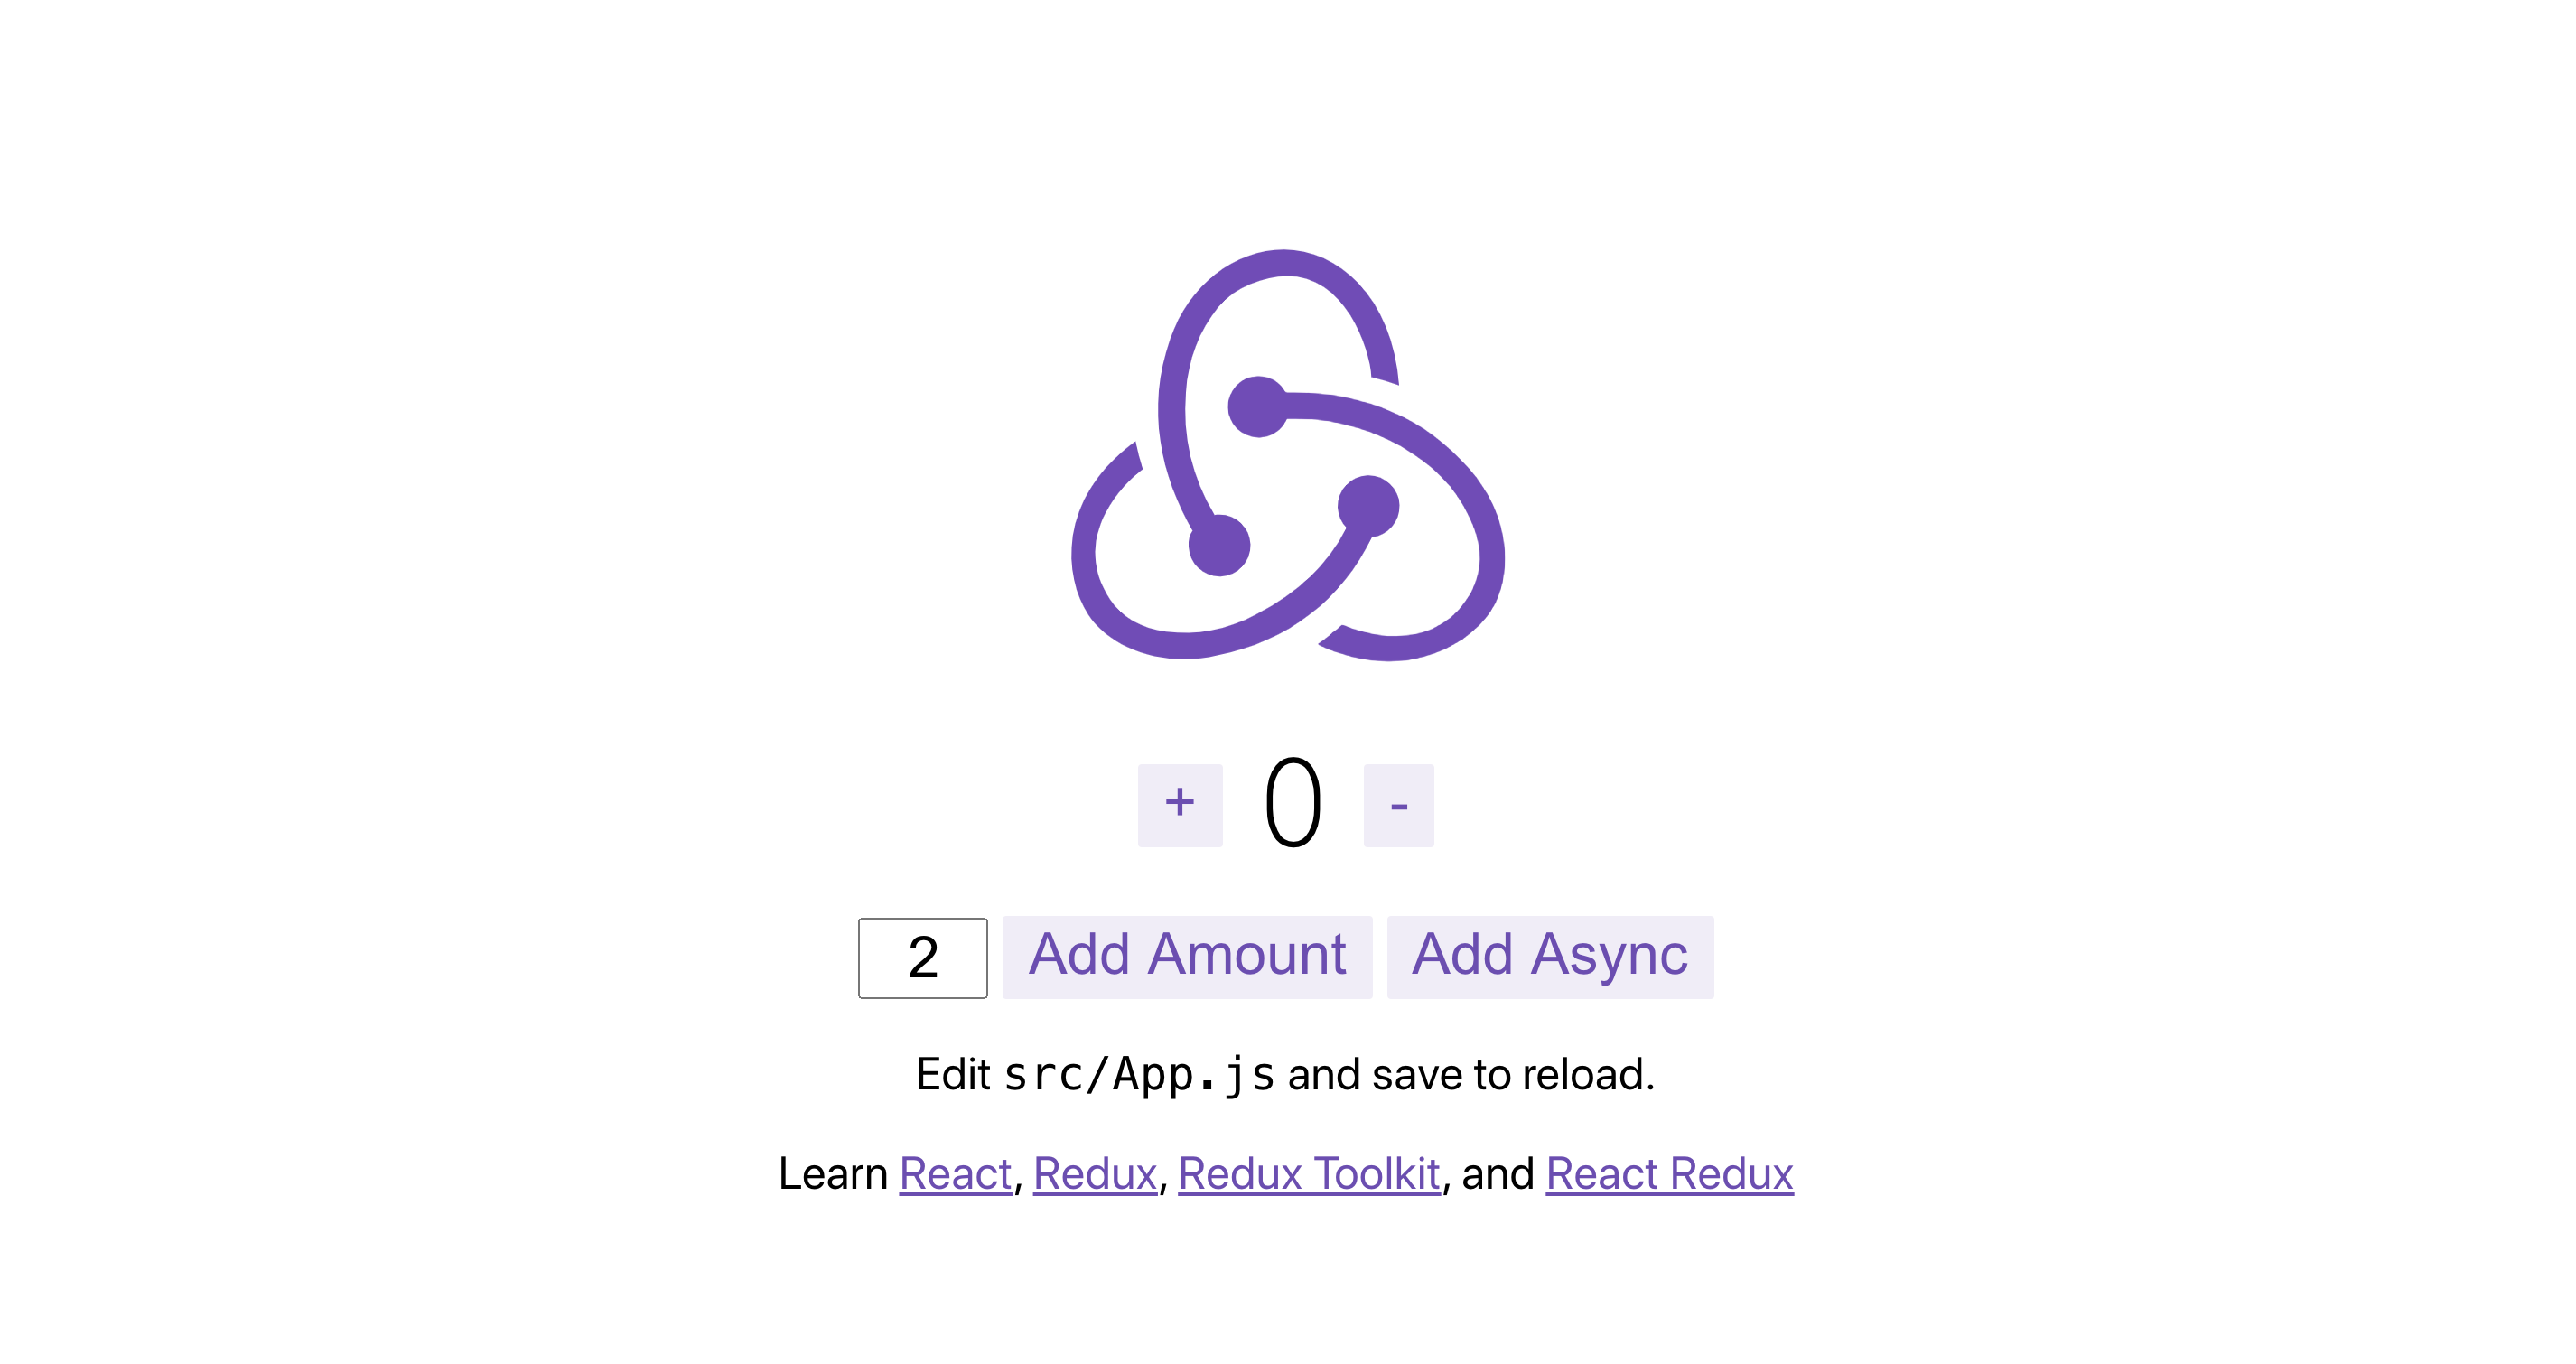 + 0 -
2 Add Amount Add Async
Edit src/App.js and save to reload.
Learn React, Redux, Redux Toolkit, and React Redux